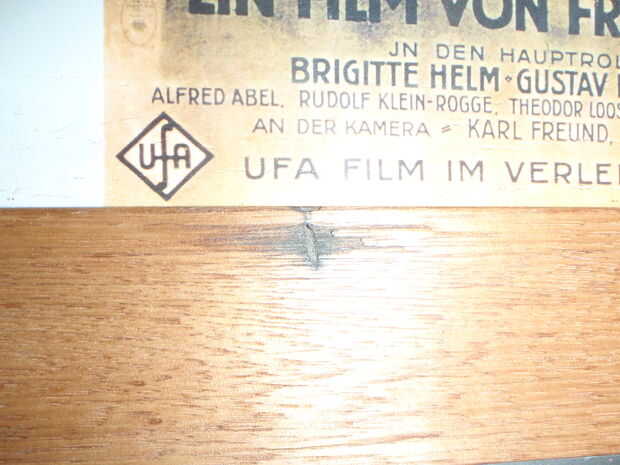 EIN FILM VON FR
JN DEN HAUPTROL
BRIGITTE HELM • GUSTAV
ALFRED ABEL, RUDOLF KLEIN-ROGGE, THEODOR LOOS
AN DER KAMERA = KARL FREUND,
UFA
UFA FILM IM VERLEI